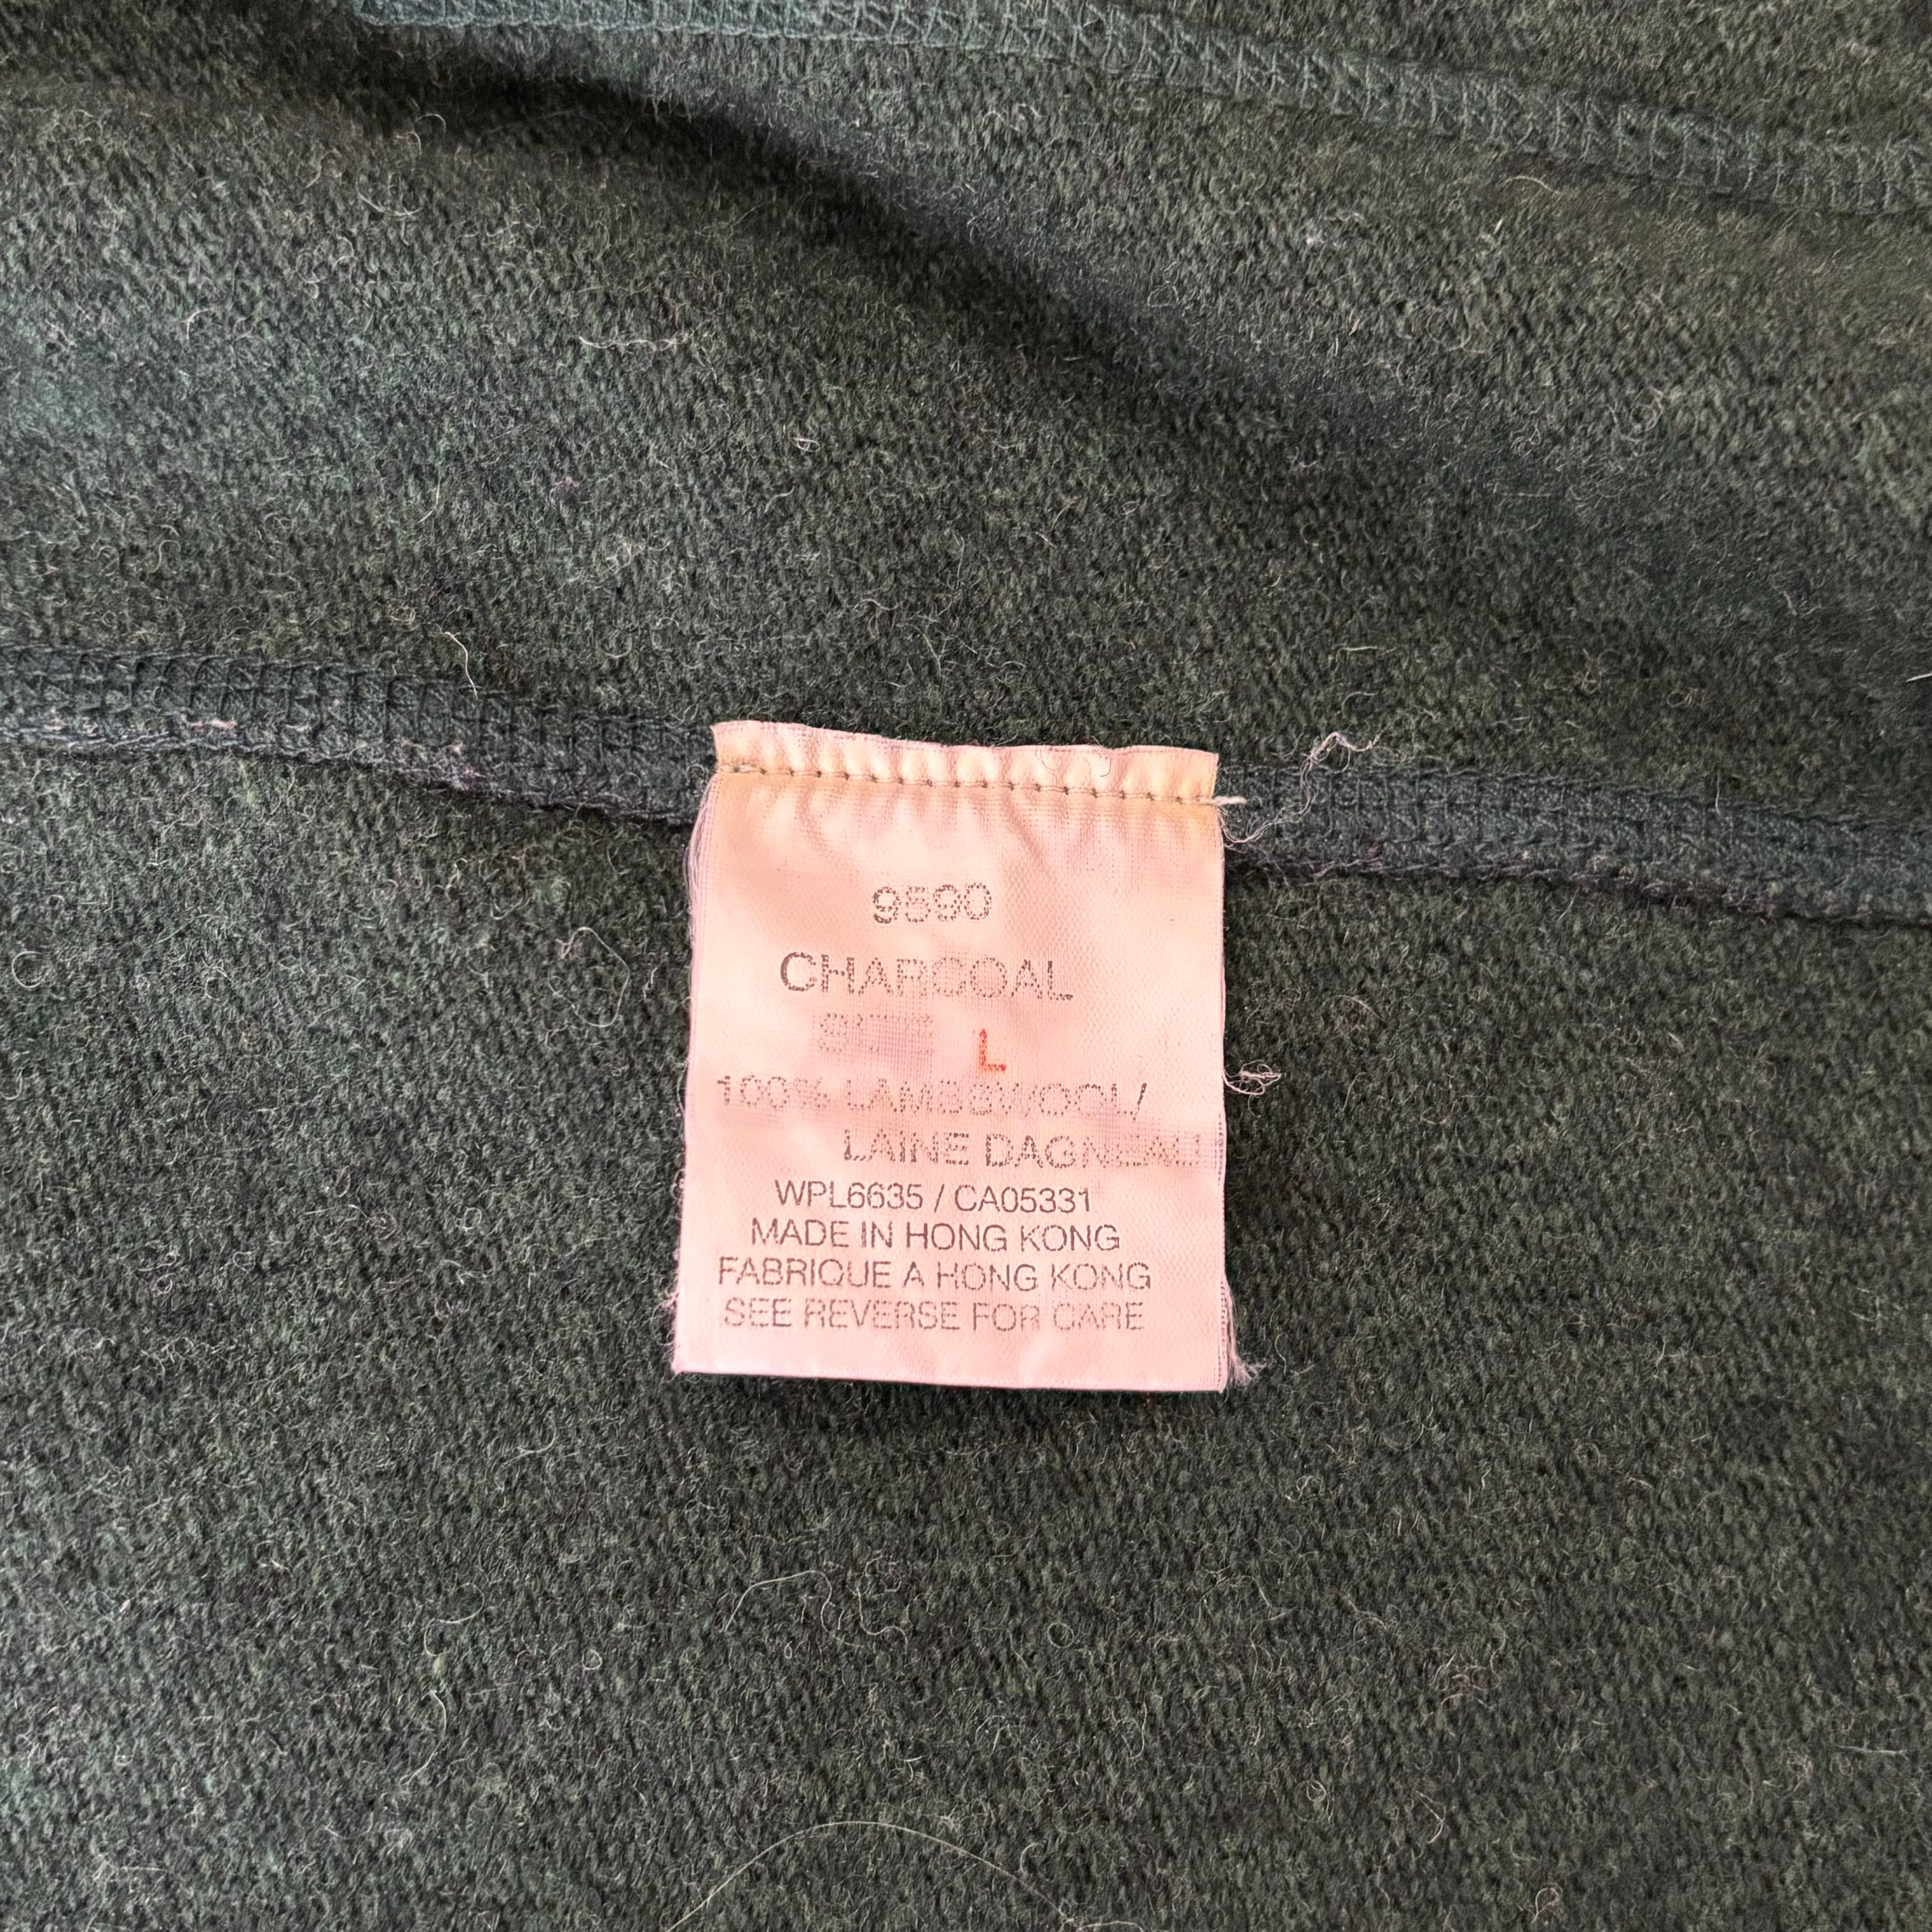 9590
CHARCOAL
SIZE L
100% LAMBSWOOL/
LAINE DAGNEAU
WPL6635 / CA05331
MADE IN HONG KONG
FABRIQUE A HONG KONG
SEE REVERSE FOR CARE